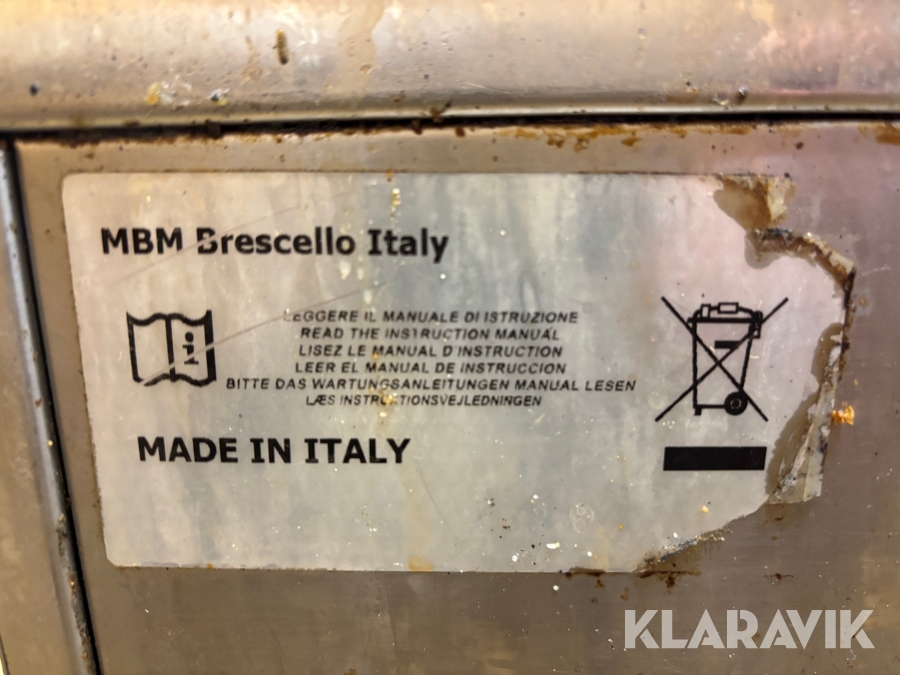 MBM Brescello Italy
LEGGERE IL MANUALE DI ISTRUZIONE
READ THE INSTRUCTION MANUAL
LISEZ LE MANUAL D'INSTRUCTION
LEER EL MANUAL DE INSTRUCCION
BITTE DAS WARTUNGSANLEITUNGEN MANUAL LESEN
LÆS INSTRUKTIONSVEJLEDNINGEN
MADE IN ITALY
KLARAVIK